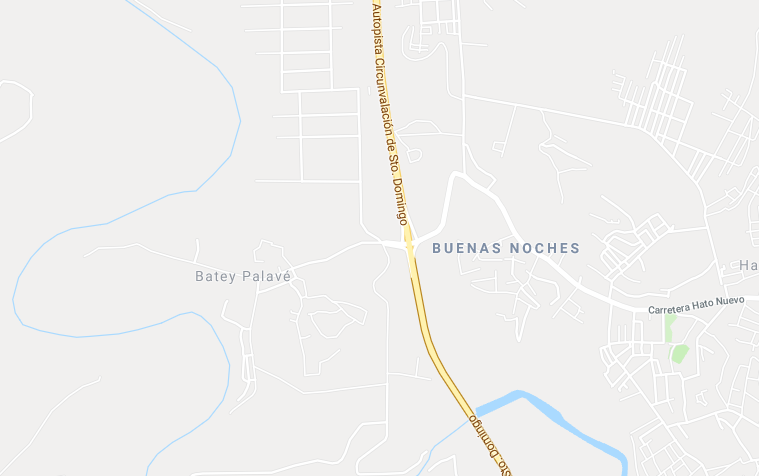 Autopista Circunvalación de Sto. Domingo
BUENAS NOCHES
Ha
Batey Palavé
Carretera Hato Nuevo
Sto. Domingo